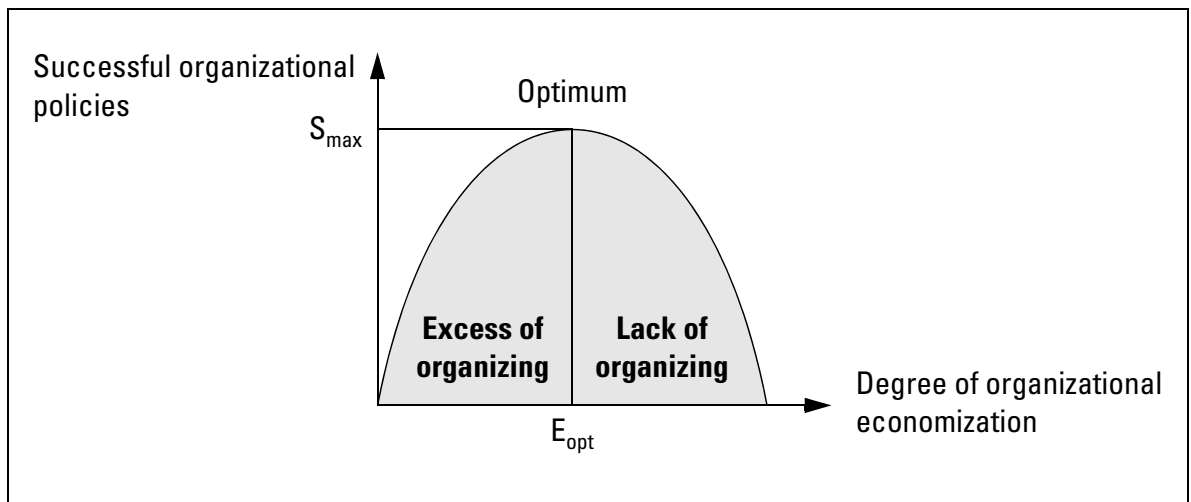 Successful organizational
policies
Optimum
Smax
Excess of
organizing
Lack of
organizing
Degree of organizational
economization
Eopt